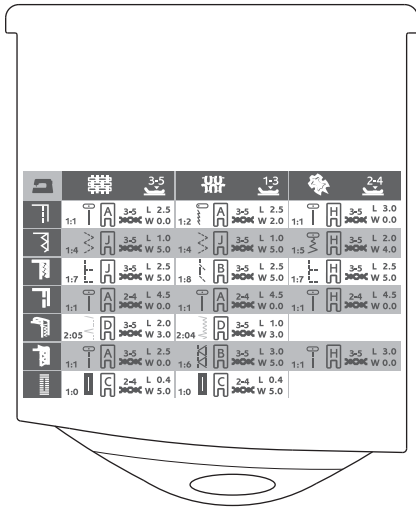 3-5 1-3 2-4
1:1 A 3-5 L 2.5 W 0.0 1:2 A 3-5 L 2.5 W 2.0 1:1 H 3-5 L 3.0 W 0.0
1:4 J 3-5 L 1.0 W 5.0 1:4 J 3-5 L 1.0 W 5.0 1:5 H 3-5 L 2.0 W 4.0
1:7 J 3-5 L 2.5 W 5.0 1:8 B 3-5 L 2.5 W 5.0 1:7 H 3-5 L 2.5 W 5.0
1:1 A 2-4 L 4.5 W 0.0 1:1 A 2-4 L 4.5 W 0.0 1:1 H 2-4 L 4.5 W 0.0
2:05 D 3-5 L 2.0 W 3.0 2:04 D 3-5 L 1.0 W 3.0
1:1 A 3-5 L 2.5 W 0.0 1:6 B 3-5 L 3.0 W 5.0 1:1 H 3-5 L 3.0 W 0.0
1:0 C 2-4 L 0.4 W 5.0 1:0 C 2-4 L 0.4 W 5.0